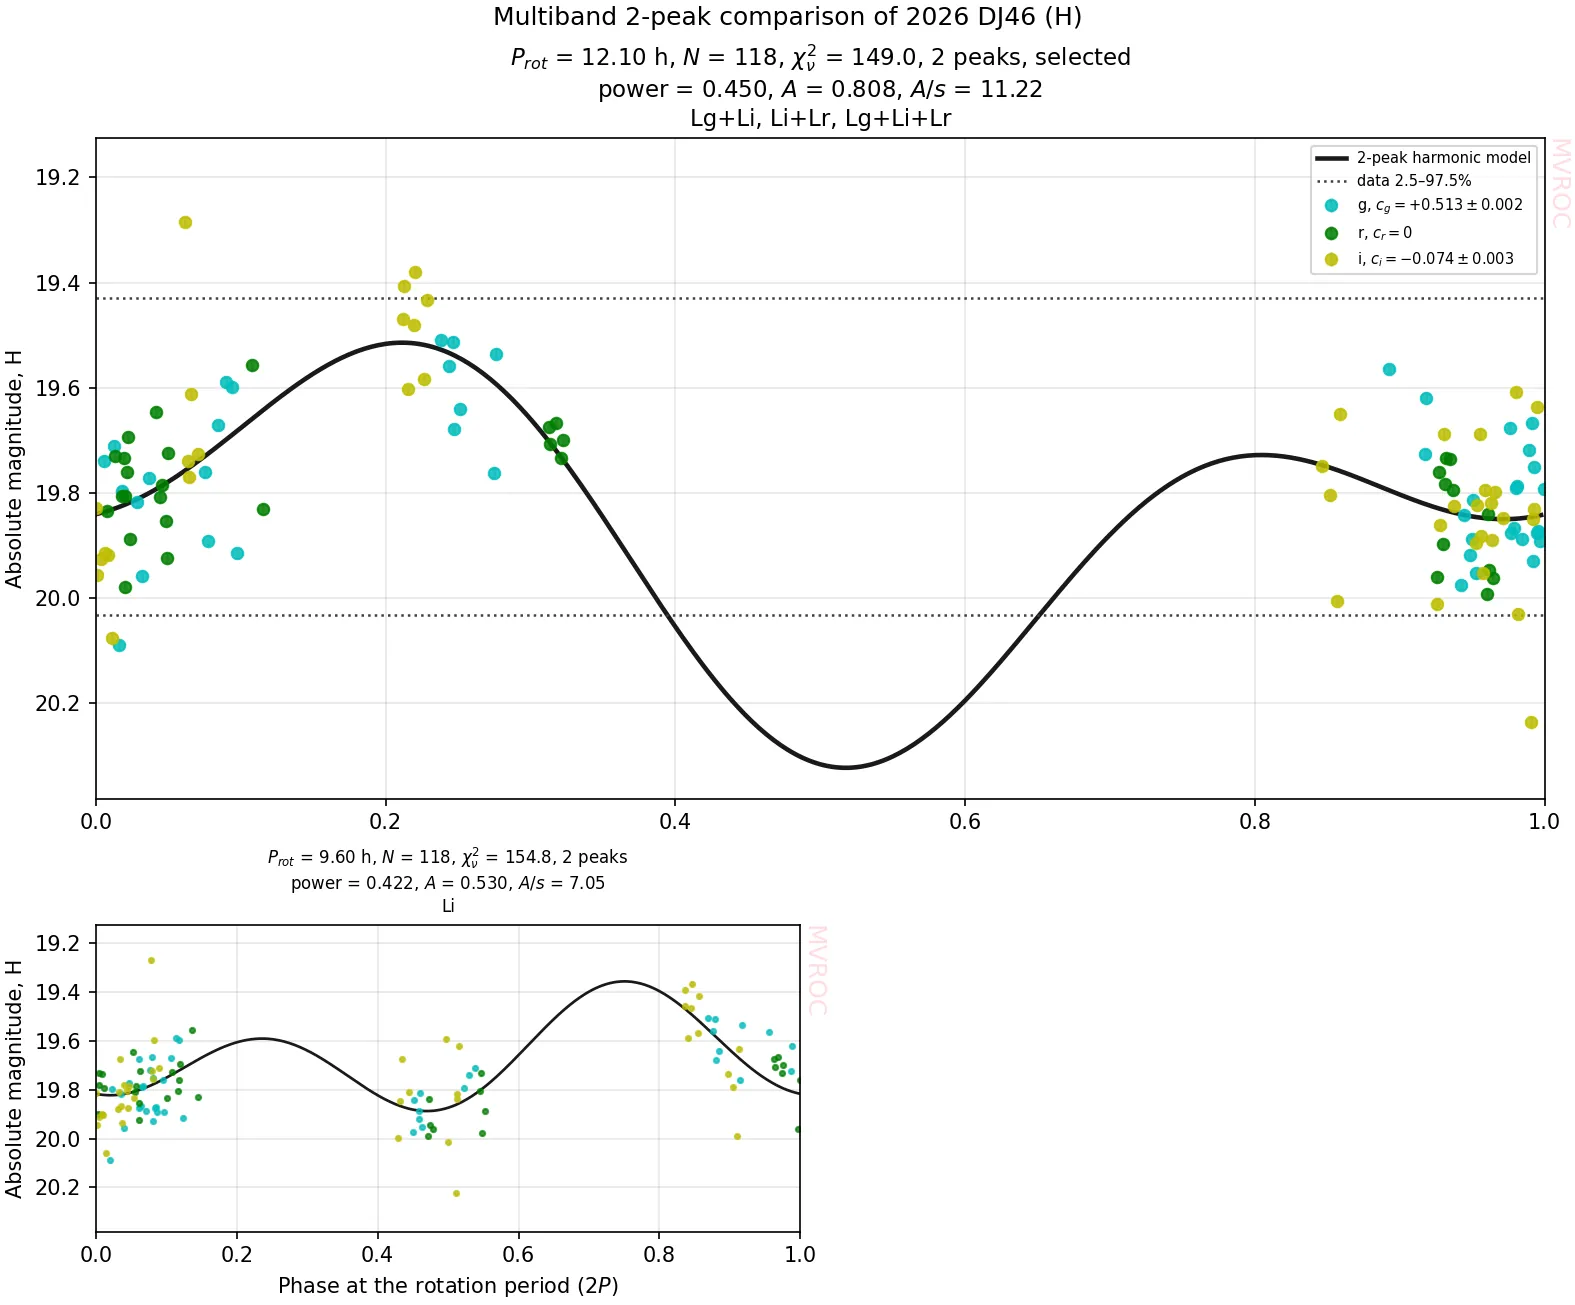 Multiband 2-peak comparison of 2026 DJ46 (H)
P_rot = 12.10 h, N = 118, χ²_ν = 149.0, 2 peaks, selected
power = 0.450, A = 0.808, A/s = 11.22
Lg+Li, Li+Lr, Lg+Li+Lr
2-peak harmonic model
data 2.5–97.5%
g, c_g = +0.513 ± 0.002
r, c_r = 0
i, c_i = −0.074 ± 0.003
MVROC
Absolute magnitude, H
19.2
19.4
19.6
19.8
20.0
20.2
0.0 0.2 0.4 0.6 0.8 1.0
P_rot = 9.60 h, N = 118, χ²_ν = 154.8, 2 peaks
power = 0.422, A = 0.530, A/s = 7.05
Li
MVROC
Absolute magnitude, H
19.2
19.4
19.6
19.8
20.0
20.2
0.0 0.2 0.4 0.6 0.8 1.0
Phase at the rotation period (2P)